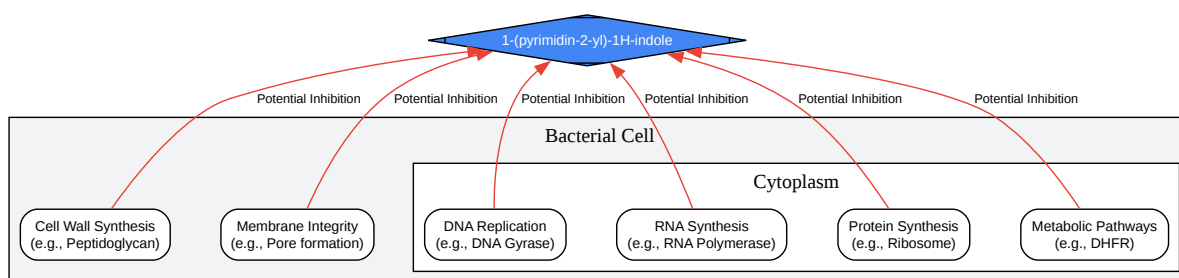 1-(pyrimidin-2-yl)-1H-indole
Potential Inhibition
Potential Inhibition
Potential Inhibition
Potential Inhibition
Potential Inhibition
Potential Inhibition
Bacterial Cell
Cytoplasm
Cell Wall Synthesis
(e.g., Peptidoglycan)
Membrane Integrity
(e.g., Pore formation)
DNA Replication
(e.g., DNA Gyrase)
RNA Synthesis
(e.g., RNA Polymerase)
Protein Synthesis
(e.g., Ribosome)
Metabolic Pathways
(e.g., DHFR)